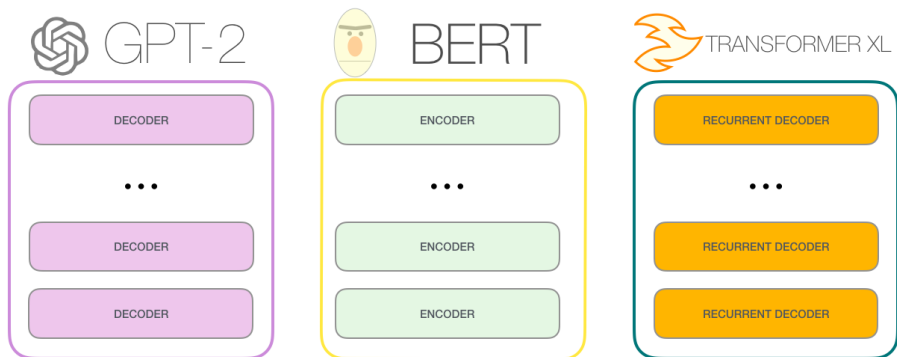 GPT-2
DECODER
...
DECODER
DECODER
BERT
ENCODER
...
ENCODER
ENCODER
TRANSFORMER XL
RECURRENT DECODER
...
RECURRENT DECODER
RECURRENT DECODER